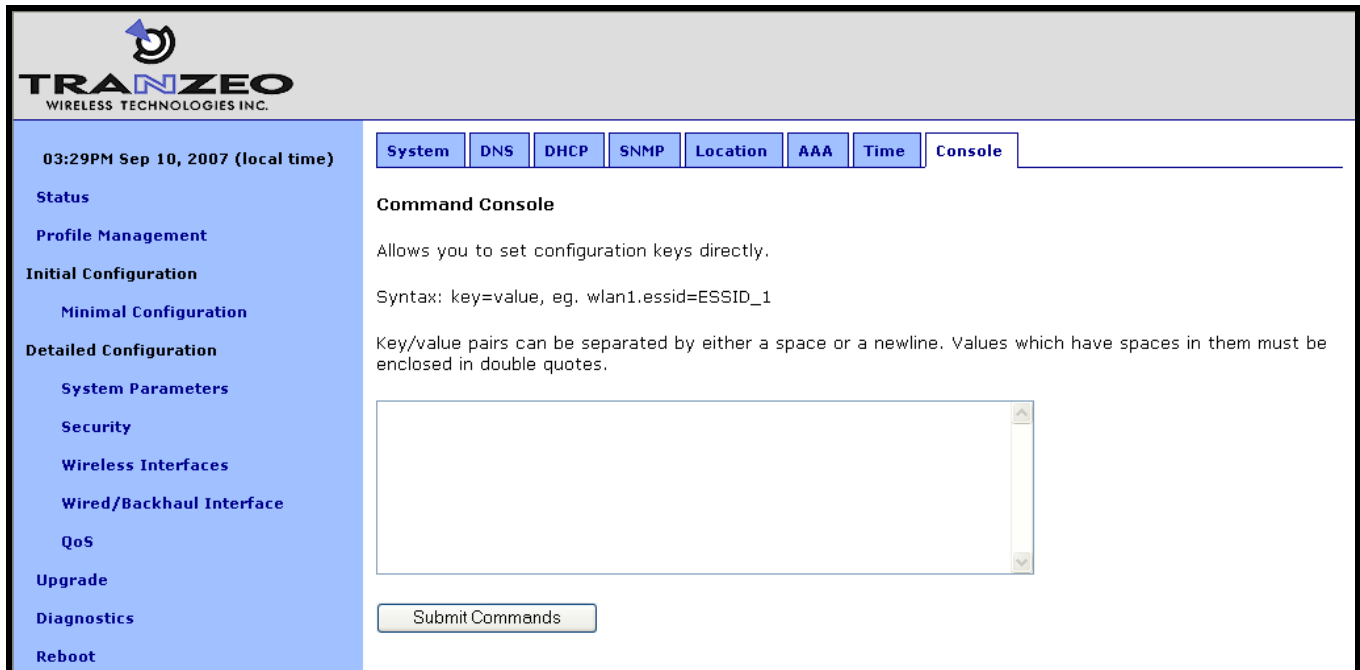 TRANZEO
WIRELESS TECHNOLOGIES INC.
03:29PM Sep 10, 2007 (local time)
Status
Profile Management
Initial Configuration
Minimal Configuration
Detailed Configuration
System Parameters
Security
Wireless Interfaces
Wired/Backhaul Interface
QoS
Upgrade
Diagnostics
Reboot
System DNS DHCP SNMP Location AAA Time Console
Command Console
Allows you to set configuration keys directly.
Syntax: key=value, eg. wlan1.essid=ESSID_1
Key/value pairs can be separated by either a space or a newline. Values which have spaces in them must be
enclosed in double quotes.
Submit Commands